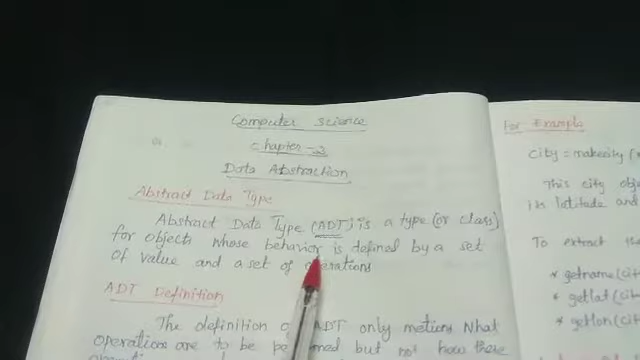 Computer science
Chapter - 2
Data Abstraction
Abstract Data Type
Abstract Data Type (ADT) is a type (or class)
for objects whose behavior is defined by a set
of value and a set of operations
ADT Definition
The definition of ADT only metions What
operations are to be but not how these
For Example
city = makecity
This city
its latitude and
To extract
* getname(
* getlat(
* getlon(